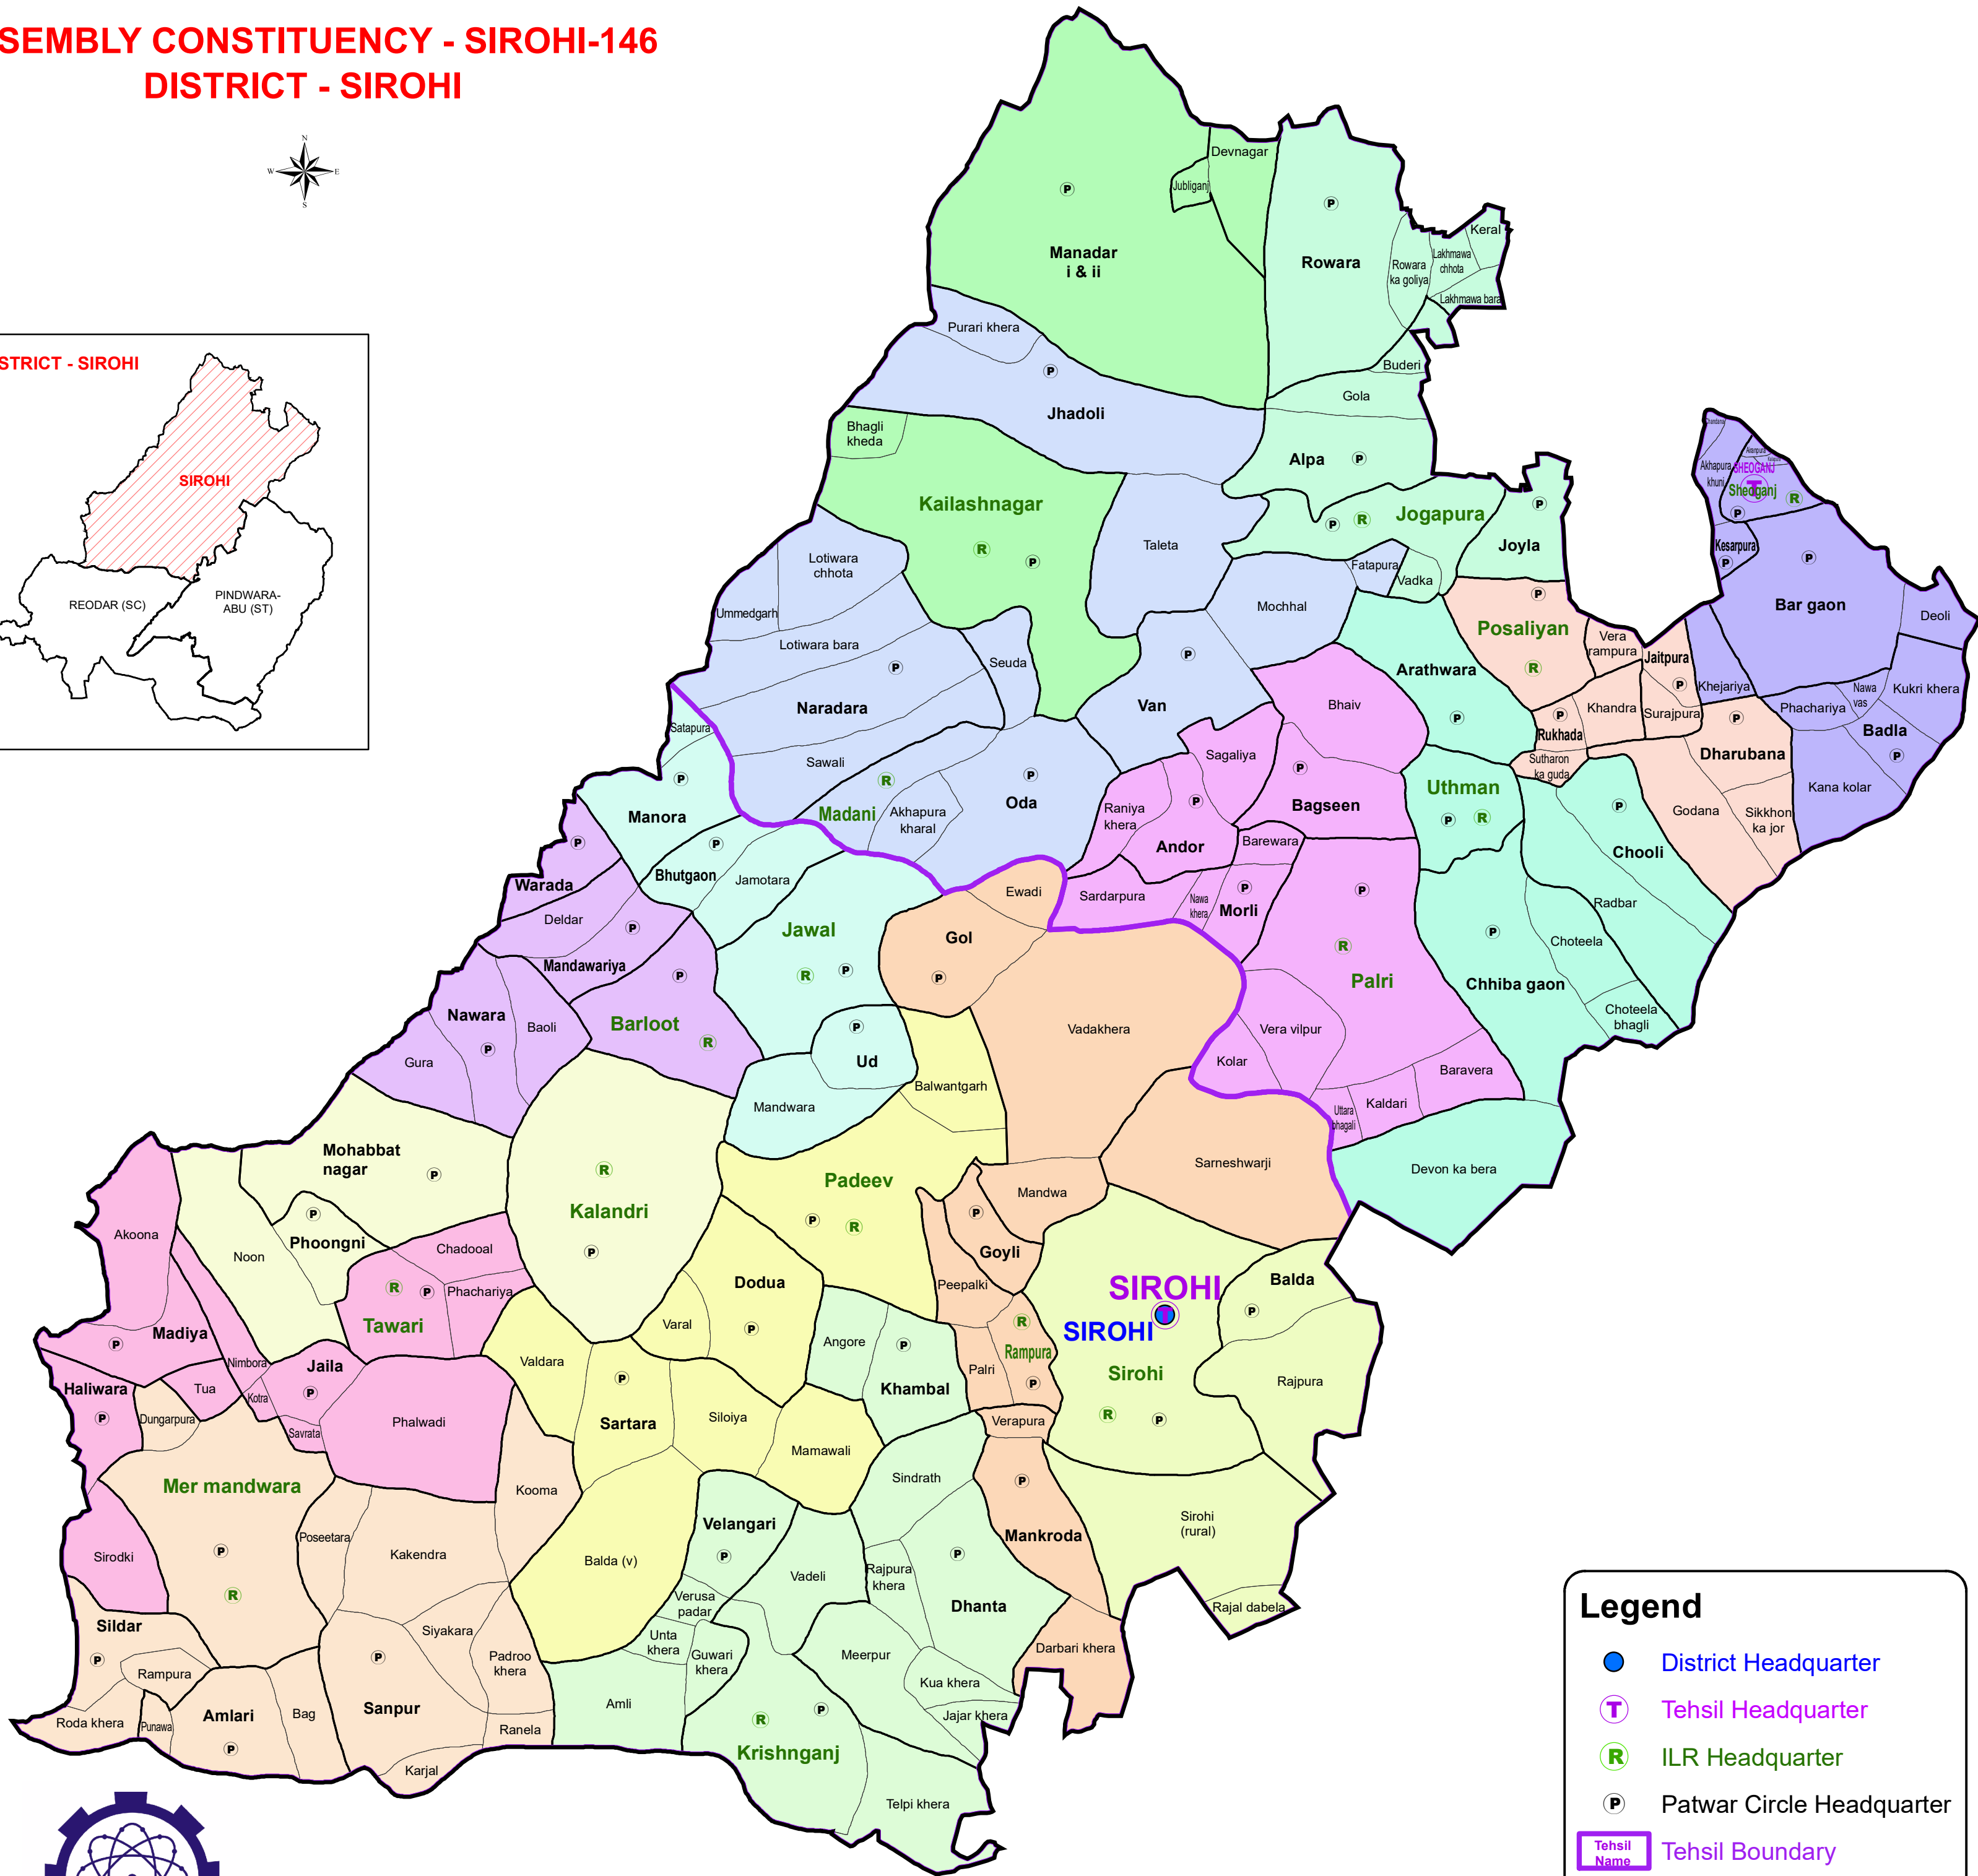 SEMBLY CONSTITUENCY - SIROHI-146
DISTRICT - SIROHI
N
W
E
S
STRICT - SIROHI
SIROHI
REODAR (SC)
PINDWARA-
ABU (ST)
Devnagar
Jubliganj
P
Manadar
i & ii
P
Rowara
Rowara
ka goliya
Keral
Lakhmawa
chhota
Lakhmawa bara
Purari khera
P
Jhadoli
Buderi
Gola
Alpa
P
Bhagli
kheda
Kailashnagar
R
P
Taleta
P
R
Jogapura
P
Joyla
Akhapura
khuni
SHEOGANJ
T
Sheoganj
R
P
Kesarpura
P
P
Bar gaon
Deoli
Lotiwara
chhota
Ummedgarh
Lotiwara bara
P
Naradara
Seuda
Fatapura
Vadka
Mochhal
P
Van
P
Posaliyan
R
Arathwara
P
Vera
rampura
Jaitpura
P
Khejariya
Khandra
Surajpura
P
Rukhada
Sutharon
ka guda
P
Dharubana
Phachariya
Nawa
vas
Kukri khera
Badla
P
Kana kolar
Godana
Sikkhon
ka jor
Satapura
P
Manora
Sawali
R
Madani
Akhapura
kharal
P
Oda
Bhaiv
Sagaliya
P
Bagseen
Raniya
khera
P
Andor
Barewara
Sardarpura
Nawa
khera
P
Morli
Uthman
P
R
P
Chooli
Radbar
Choteela
Choteela
bhagli
P
Chhiba gaon
P
R
Palri
Vera vilpur
Kolar
Baravera
Kaldari
Uttara
bhagali
Devon ka bera
P
Warada
P
Bhutgaon
Jamotara
Deldar
P
Mandawariya
Jawal
R
P
Ewadi
Gol
P
P
Barloot
R
Nawara
P
Baoli
Gura
P
Ud
Mandwara
Balwantgarh
Vadakhera
Sarneshwarji
Mohabbat
nagar
P
R
Kalandri
P
Padeev
P
R
Mandwa
P
Goyli
Peepalki
Akoona
Noon
P
Phoongni
Chadooal
R
P
Phachariya
Tawari
Dodua
P
Varal
SIROHI
T
SIROHI
Sirohi
R
P
Balda
P
Rajpura
R
Rampura
P
Palri
Verapura
P
Madiya
Nimbora
Jaila
P
Kotra
Savrata
Tua
Haliwara
P
Dungarpura
Phalwadi
Valdara
P
Sartara
Siloiya
Mamawali
Angore
P
Khambal
Mer mandwara
P
R
Poseetara
Kakendra
Kooma
Balda (v)
Velangari
P
Vadeli
Sindrath
P
Mankroda
Sirohi
(rural)
Rajal dabela
Sirodki
Sildar
P
Rampura
Roda khera
Punawa
Amlari
P
Bag
P
Sanpur
Siyakara
Padroo
khera
Ranela
Karjal
Verusa
padar
Unta
khera
Guwari
khera
Amli
Rajpura
khera
P
Dhanta
Meerpur
Kua khera
Jajar khera
Darbari khera
R
P
Krishnganj
Telpi khera
Legend
District Headquarter
T Tehsil Headquarter
R ILR Headquarter
P Patwar Circle Headquarter
Tehsil
Name
Tehsil Boundary